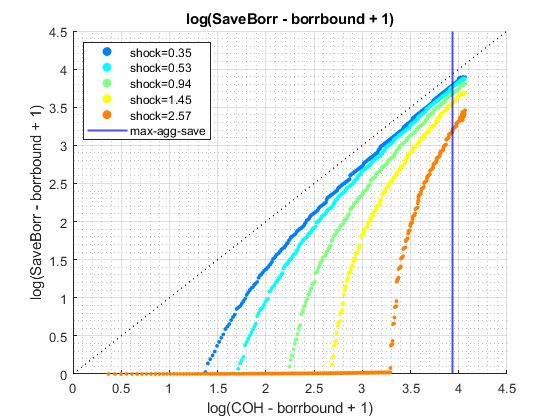 log(SaveBorr - borrbound + 1)
4.5
4
3.5
3
2.5
2
1.5
1
0.5
0
log(SaveBorr - borrbound + 1)
shock=0.35
shock=0.53
shock=0.94
shock=1.45
shock=2.57
max-agg-save
0 0.5 1 1.5 2 2.5 3 3.5 4 4.5
log(COH - borrbound + 1)